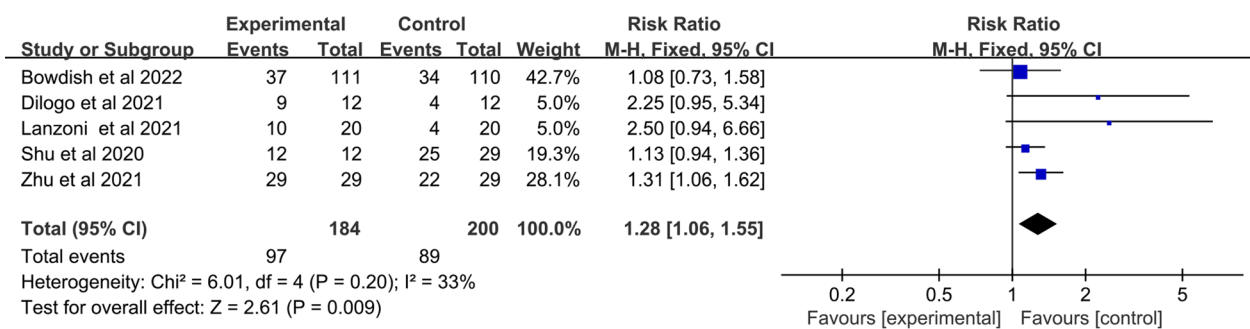 Experimental Control Risk Ratio Risk Ratio
Study or Subgroup Events Total Events Total Weight M-H, Fixed, 95% CI M-H, Fixed, 95% CI
Bowdish et al 2022 37 111 34 110 42.7% 1.08 [0.73, 1.58]
Dilogo et al 2021 9 12 4 12 5.0% 2.25 [0.95, 5.34]
Lanzoni et al 2021 10 20 4 20 5.0% 2.50 [0.94, 6.66]
Shu et al 2020 12 12 25 29 19.3% 1.13 [0.94, 1.36]
Zhu et al 2021 29 29 22 29 28.1% 1.31 [1.06, 1.62]
Total (95% CI) 184 200 100.0% 1.28 [1.06, 1.55]
Total events 97 89
Heterogeneity: Chi² = 6.01, df = 4 (P = 0.20); I² = 33%
Test for overall effect: Z = 2.61 (P = 0.009)
0.2 0.5 1 2 5
Favours [experimental] Favours [control]